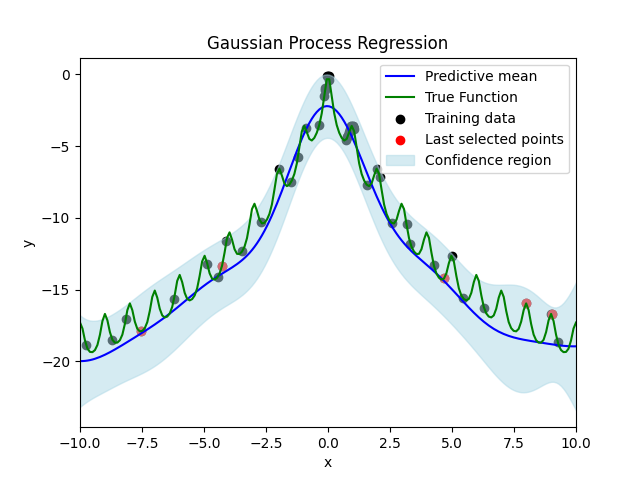 Gaussian Process Regression
Predictive mean
True Function
Training data
Last selected points
Confidence region
y
0
−5
−10
−15
−20
−10.0 −7.5 −5.0 −2.5 0.0 2.5 5.0 7.5 10.0
x